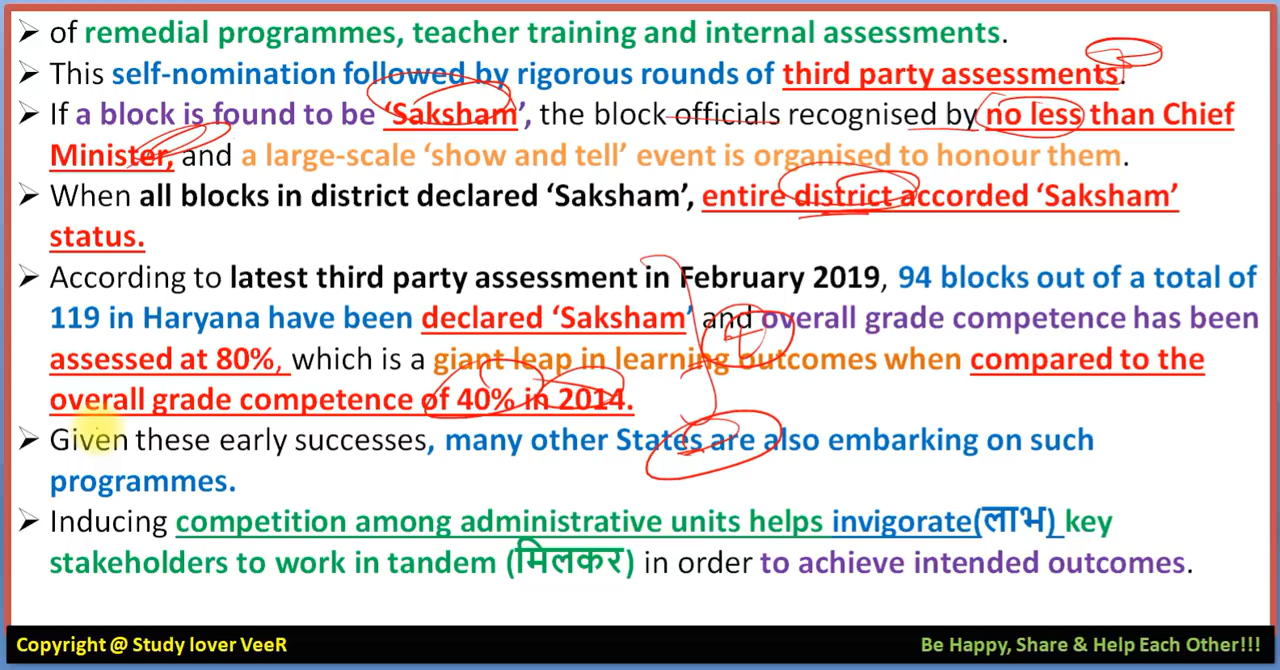 ➢ of remedial programmes, teacher training and internal assessments.
➢ This self-nomination followed by rigorous rounds of third party assessments.
➢ If a block is found to be ‘Saksham’, the block officials recognised by no less than Chief
Minister, and a large-scale ‘show and tell’ event is organised to honour them.
➢ When all blocks in district declared ‘Saksham’, entire district accorded ‘Saksham’
status.
➢ According to latest third party assessment in February 2019, 94 blocks out of a total of
119 in Haryana have been declared ‘Saksham’ and overall grade competence has been
assessed at 80%, which is a giant leap in learning outcomes when compared to the
overall grade competence of 40% in 2014.
➢ Given these early successes, many other States are also embarking on such
programmes.
➢ Inducing competition among administrative units helps invigorate(लाभ) key
stakeholders to work in tandem (मिलकर) in order to achieve intended outcomes.
Copyright @ Study lover VeeR
Be Happy, Share & Help Each Other!!!